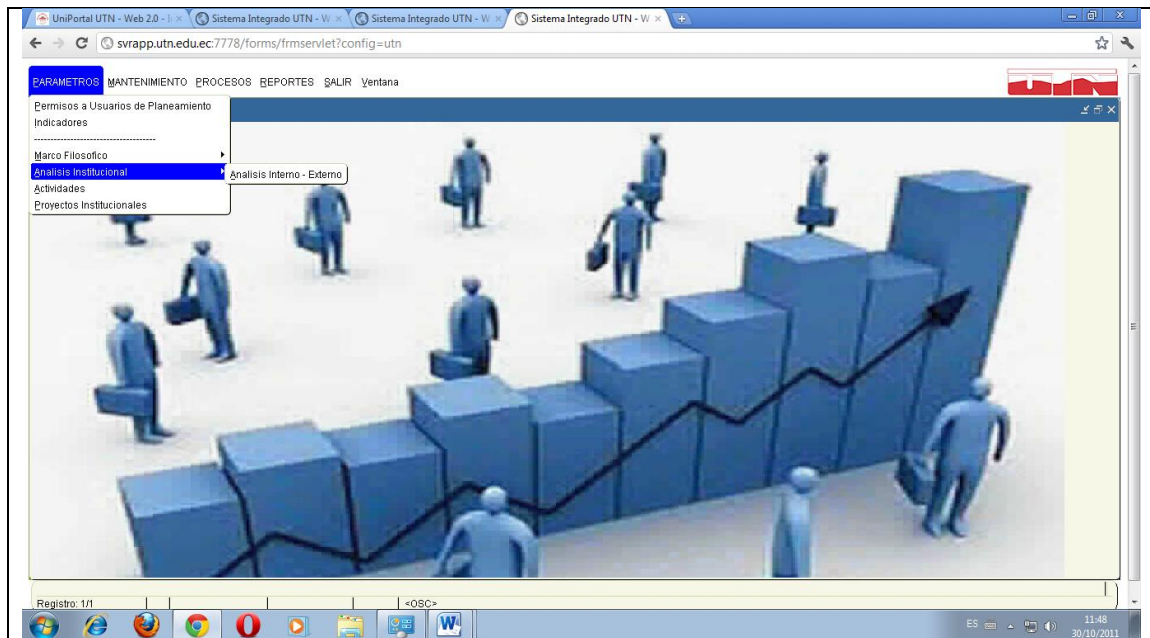 UniPortal UTN - Web 2.0 - I
Sistema Integrado UTN - W
Sistema Integrado UTN - W
Sistema Integrado UTN - W
svrapp.utn.edu.ec:7778/forms/frmservlet?config=utn
PARAMETROS MANTENIMIENTO PROCESOS REPORTES SALIR Ventana
UTN
Permisos a Usuarios de Planeamiento
Indicadores
------------------------------------
Marco Filosofico
Analisis Institucional
Analisis Interno - Externo
Actividades
Proyectos Institucionales
Registro: 1/1
<OSC>
ES
11:48
30/10/2011